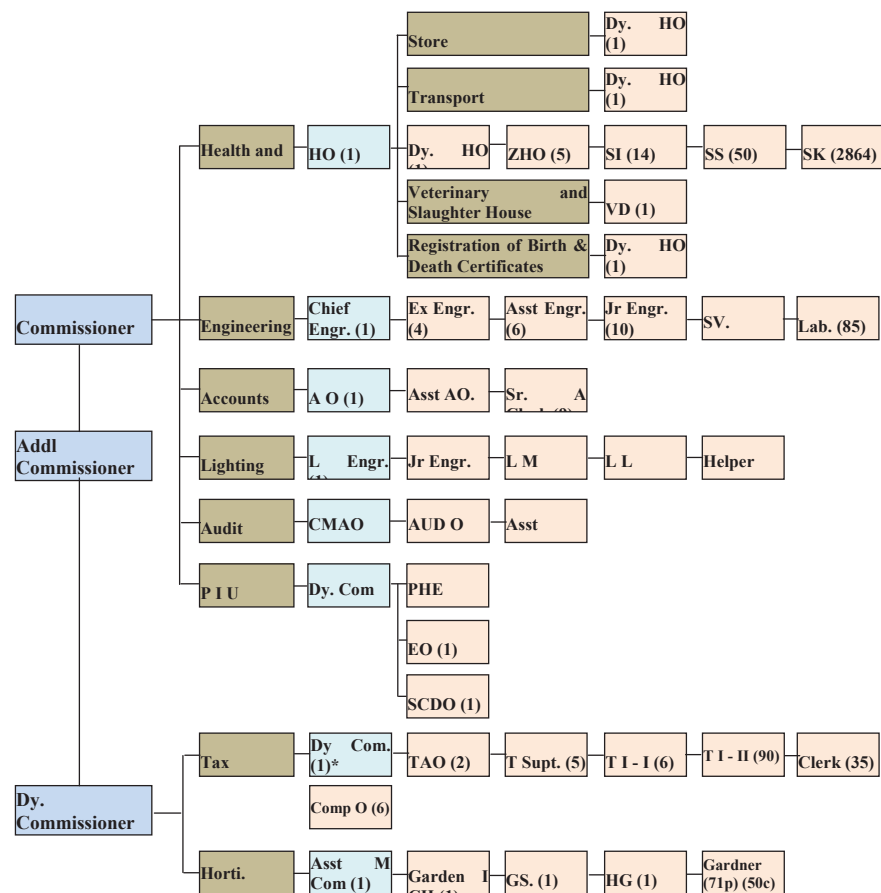 Store
Dy. HO
(1)
Transport
Dy. HO
(1)
Health and
HO (1)
Dy. HO
ZHO (5)
SI (14)
SS (50)
SK (2864)
Veterinary and
Slaughter House
VD (1)
Registration of Birth &
Death Certificates
Dy. HO
(1)
Commissioner
Engineering
Chief
Engr. (1)
Ex Engr.
(4)
Asst Engr.
(6)
Jr Engr.
(10)
SV.
Lab. (85)
Accounts
A O (1)
Asst AO.
Sr. A
Addl
Commissioner
Lighting
L Engr.
Jr Engr.
L M
L L
Helper
Audit
CMAO
AUD O
Asst
P I U
Dy. Com
PHE
EO (1)
SCDO (1)
Tax
Dy Com.
(1)*
TAO (2)
T Supt. (5)
T I - I (6)
T I - II (90)
Clerk (35)
Dy.
Commissioner
Comp O (6)
Horti.
Asst M
Com (1)
Garden I
GS. (1)
HG (1)
Gardner
(71p) (50c)